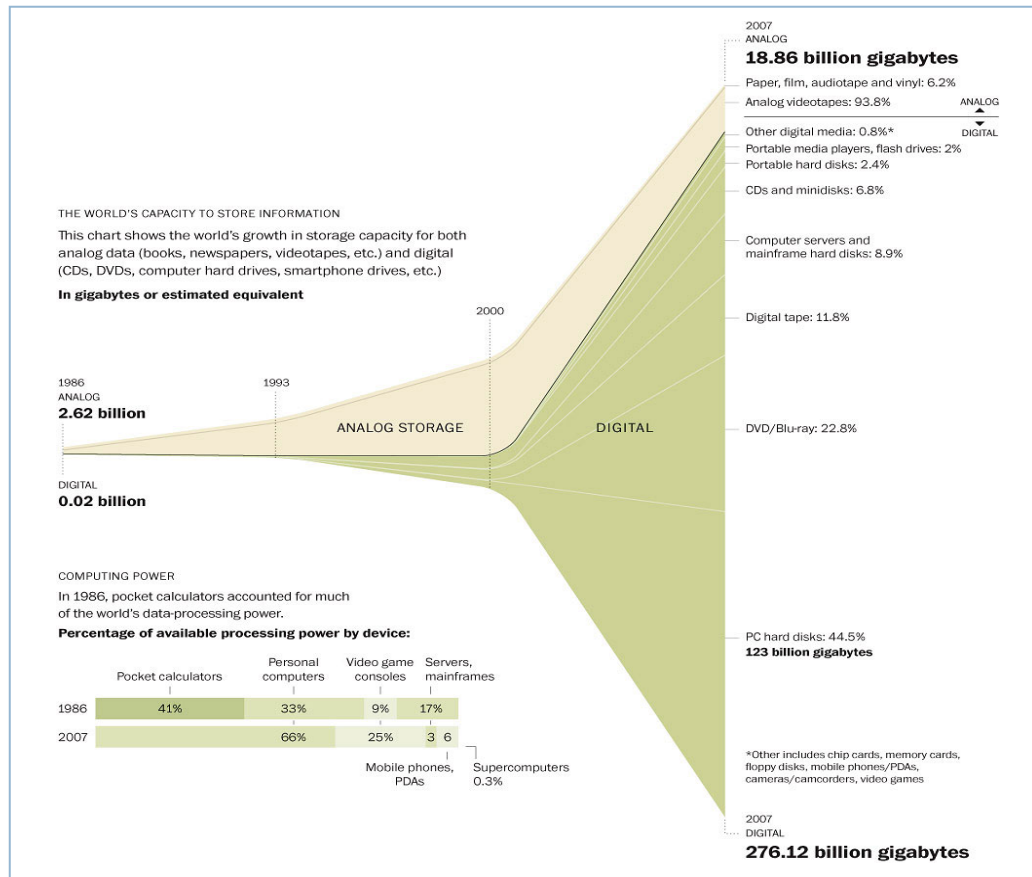 2007
ANALOG
18.86 billion gigabytes
Paper, film, audiotape and vinyl: 6.2%
Analog videotapes: 93.8%
ANALOG
DIGITAL
Other digital media: 0.8%*
Portable media players, flash drives: 2%
Portable hard disks: 2.4%
CDs and minidisks: 6.8%
Computer servers and
mainframe hard disks: 8.9%
Digital tape: 11.8%
DVD/Blu-ray: 22.8%
PC hard disks: 44.5%
123 billion gigabytes
*Other includes chip cards, memory cards,
floppy disks, mobile phones/PDAs,
cameras/camcorders, video games
2007
DIGITAL
276.12 billion gigabytes
THE WORLD'S CAPACITY TO STORE INFORMATION
This chart shows the world's growth in storage capacity for both
analog data (books, newspapers, videotapes, etc.) and digital
(CDs, DVDs, computer hard drives, smartphone drives, etc.)
In gigabytes or estimated equivalent
2000
1993
1986
ANALOG
2.62 billion
ANALOG STORAGE
DIGITAL
DIGITAL
0.02 billion
COMPUTING POWER
In 1986, pocket calculators accounted for much
of the world's data-processing power.
Percentage of available processing power by device:
Pocket calculators
Personal
computers
Video game
consoles
Servers,
mainframes
1986
41%
33%
9%
17%
2007
66%
25%
3
6
Mobile phones,
PDAs
Supercomputers
0.3%